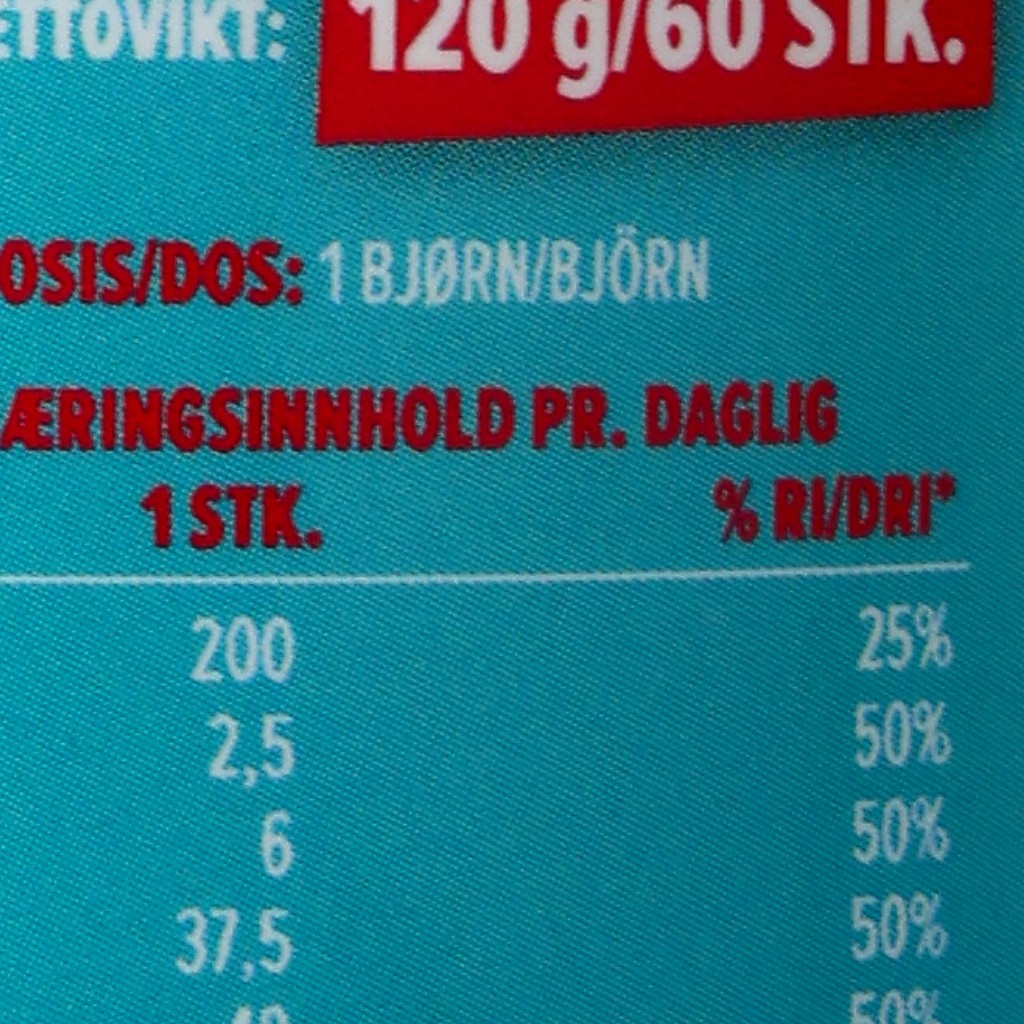 ETTOVIKT: 120 g/60 STK.
OSIS/DOS: 1 BJØRN/BJÖRN
ÆRINGSINNHOLD PR. DAGLIG
1 STK. % RI/DRI*
200 25%
2,5 50%
6 50%
37,5 50%
50%